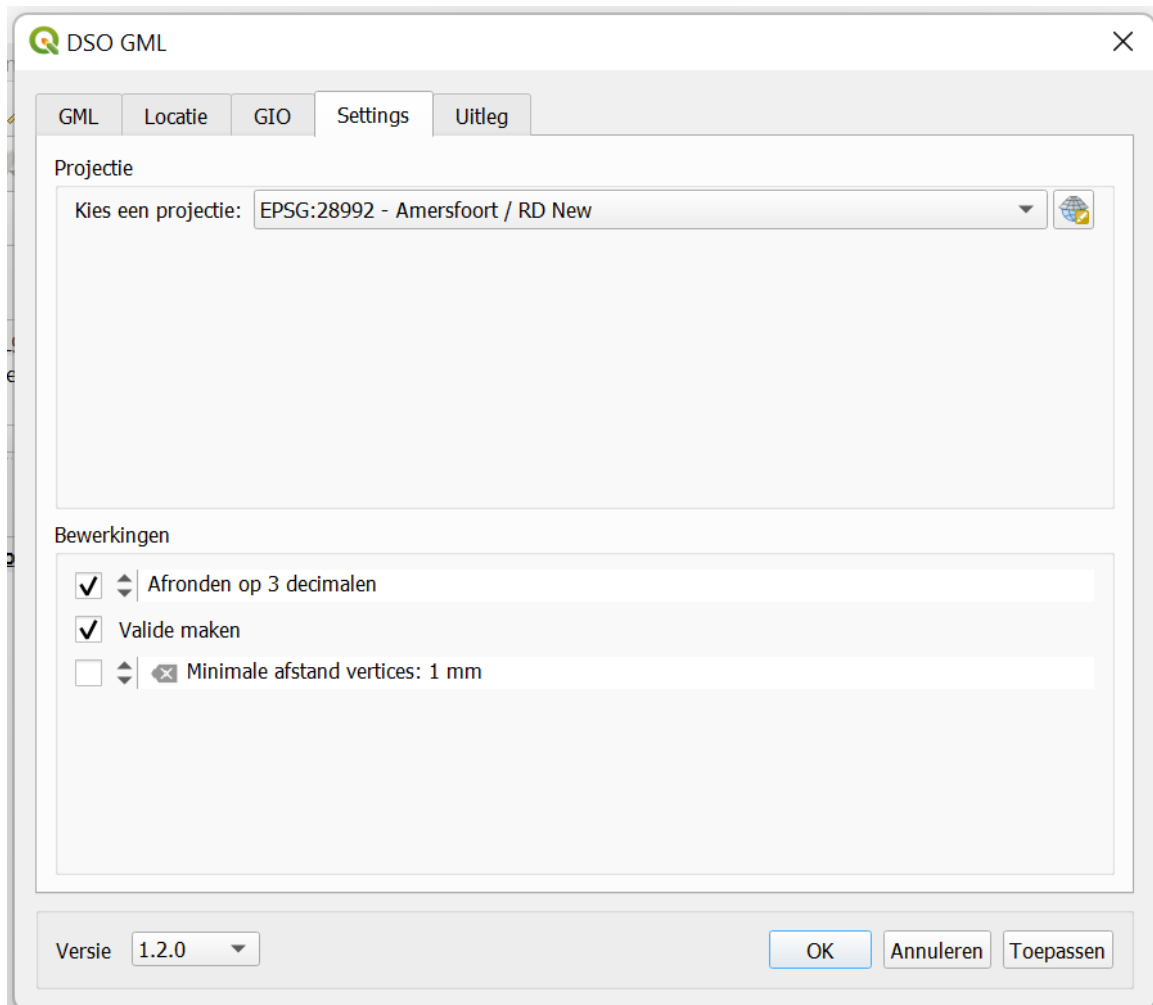 DSO GML
GML Locatie GIO Settings Uitleg
Projectie
Kies een projectie: EPSG:28992 - Amersfoort / RD New
Bewerkingen
Afronden op 3 decimalen
Valide maken
Minimale afstand vertices: 1 mm
Versie 1.2.0 OK Annuleren Toepassen